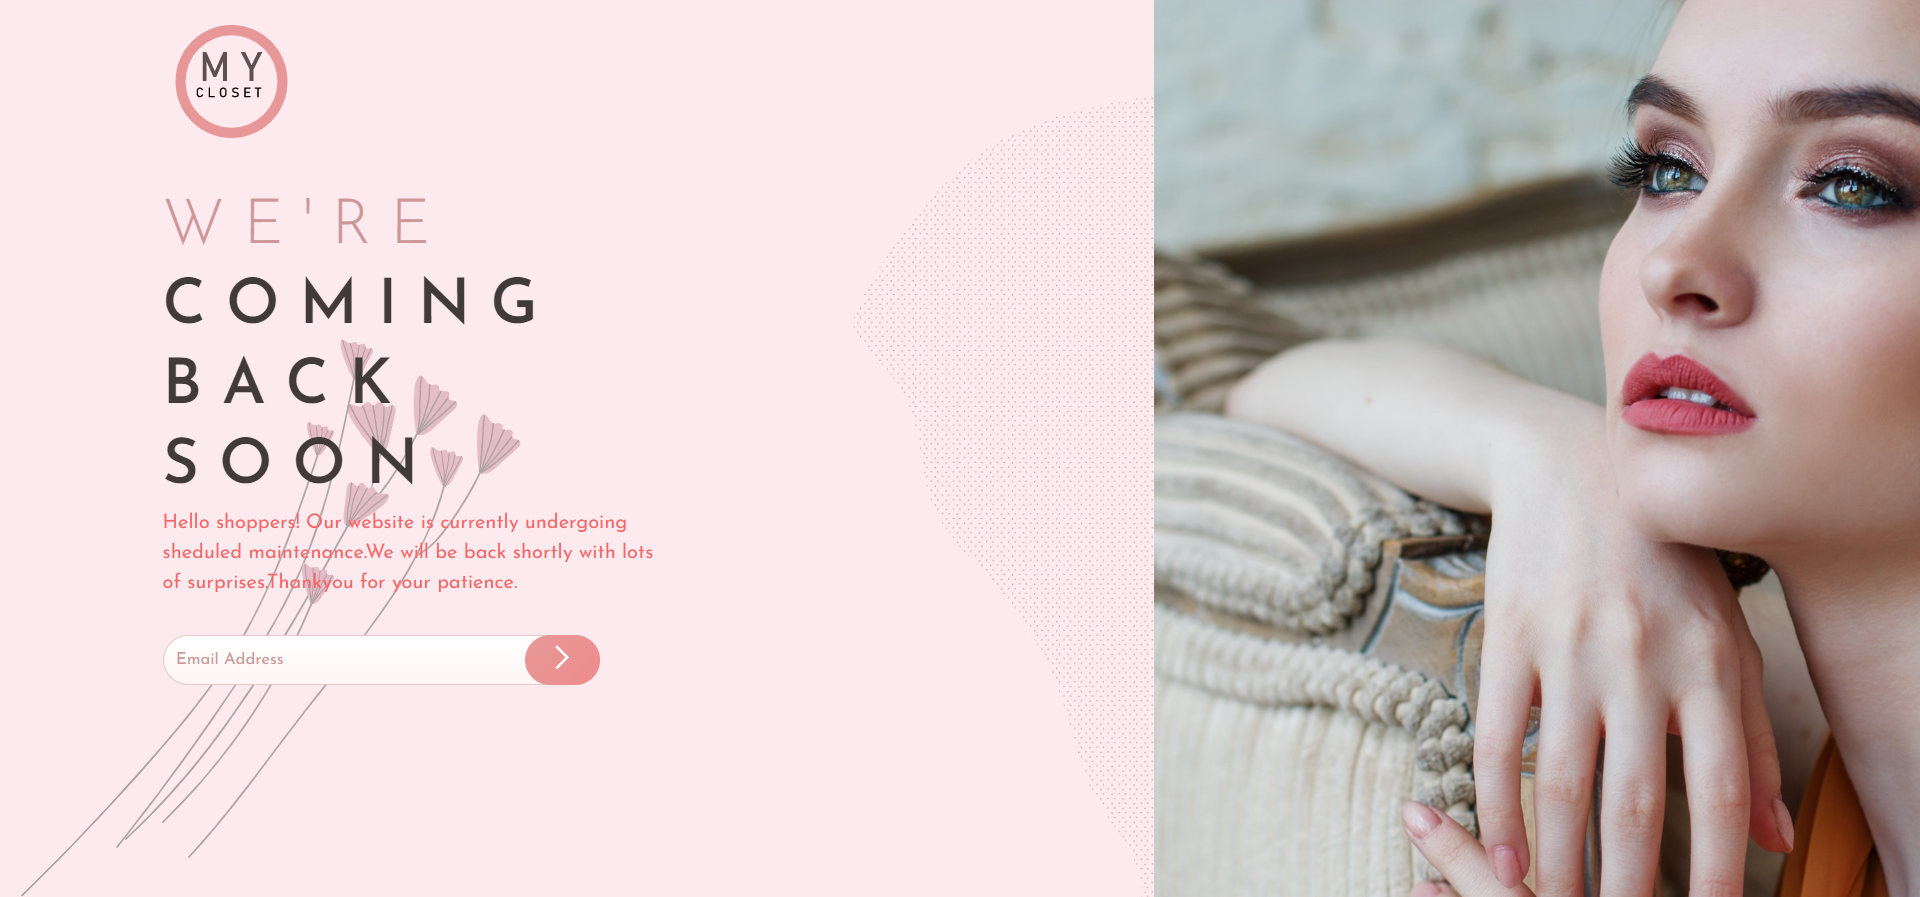 MY
CLOSET
WE'RE
COMING
BACK
SOON
Hello shoppers! Our website is currently undergoing
sheduled maintenance.We will be back shortly with lots
of surprises.Thankyou for your patience.
Email Address